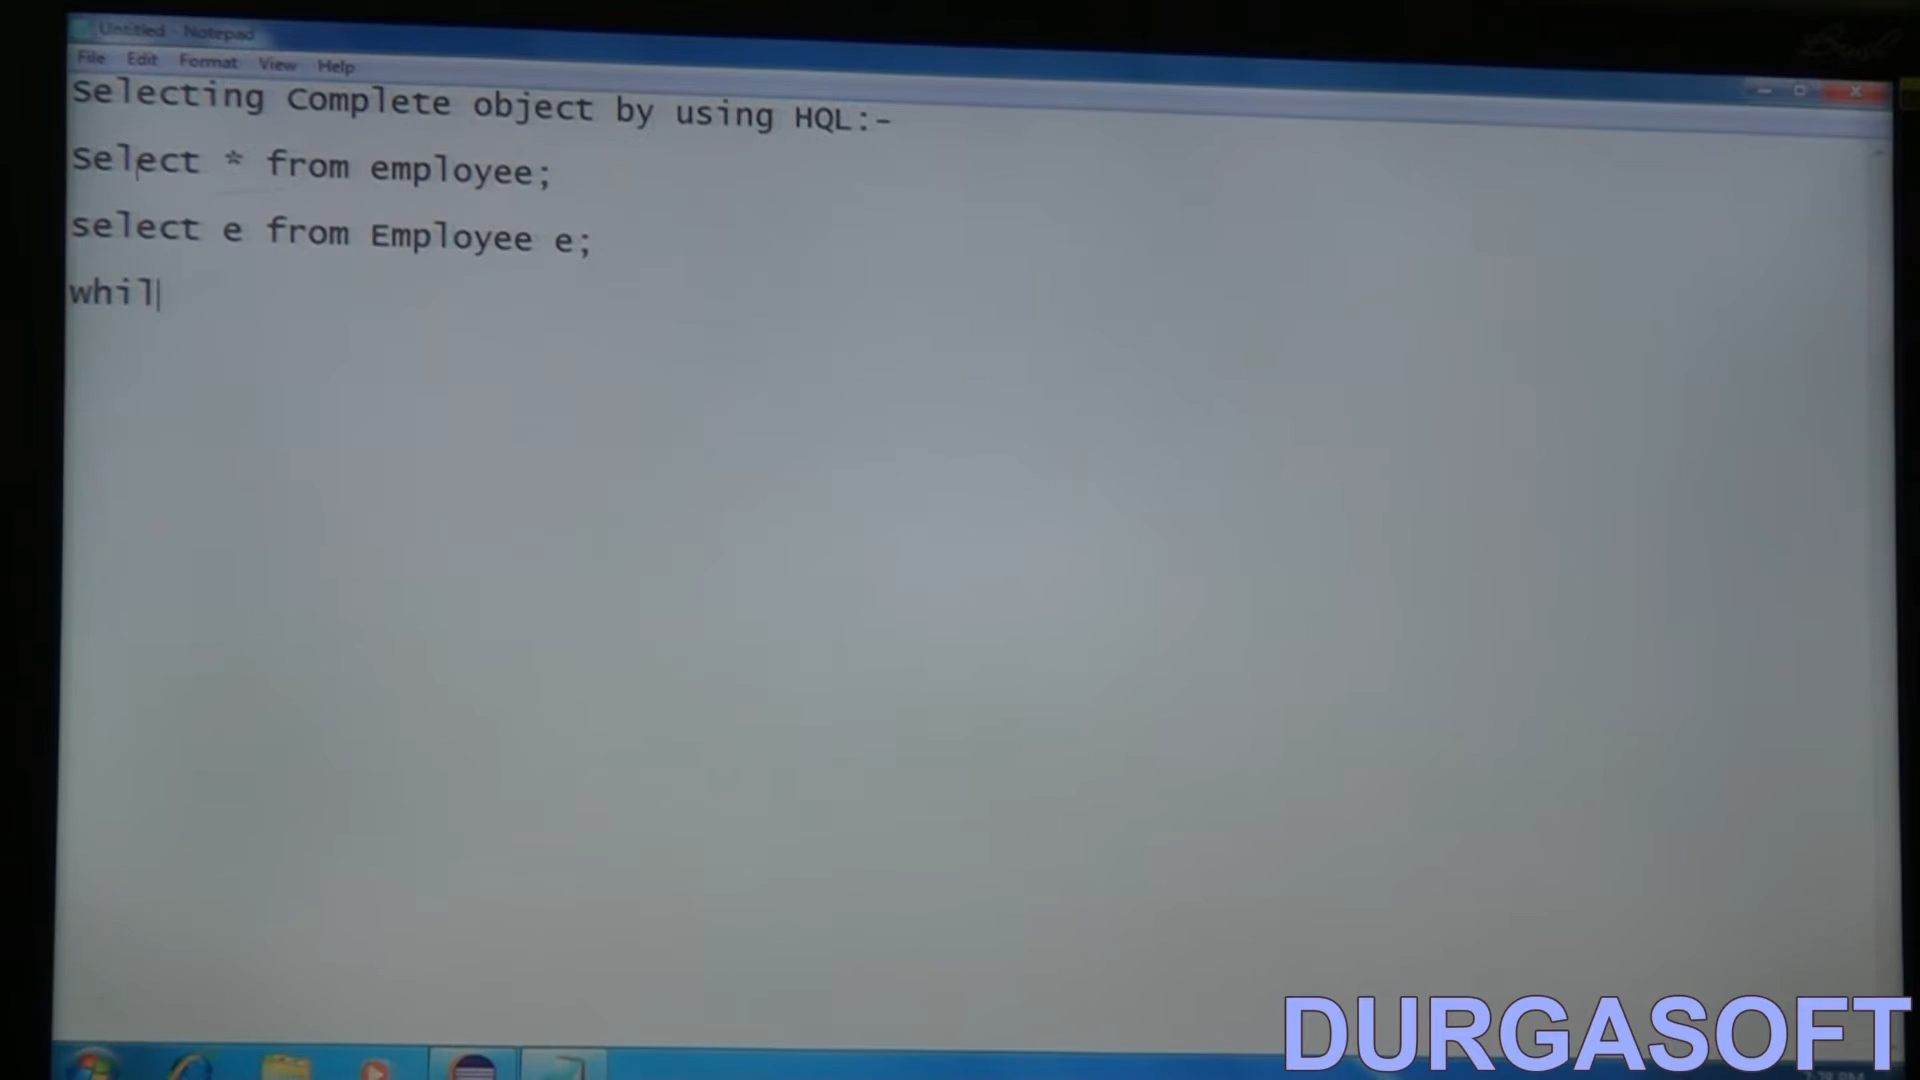 Untitled - Notepad
File Edit Format View Help
Selecting Complete object by using HQL:-
Select * from employee;
select e from Employee e;
whil
DURGASOFT